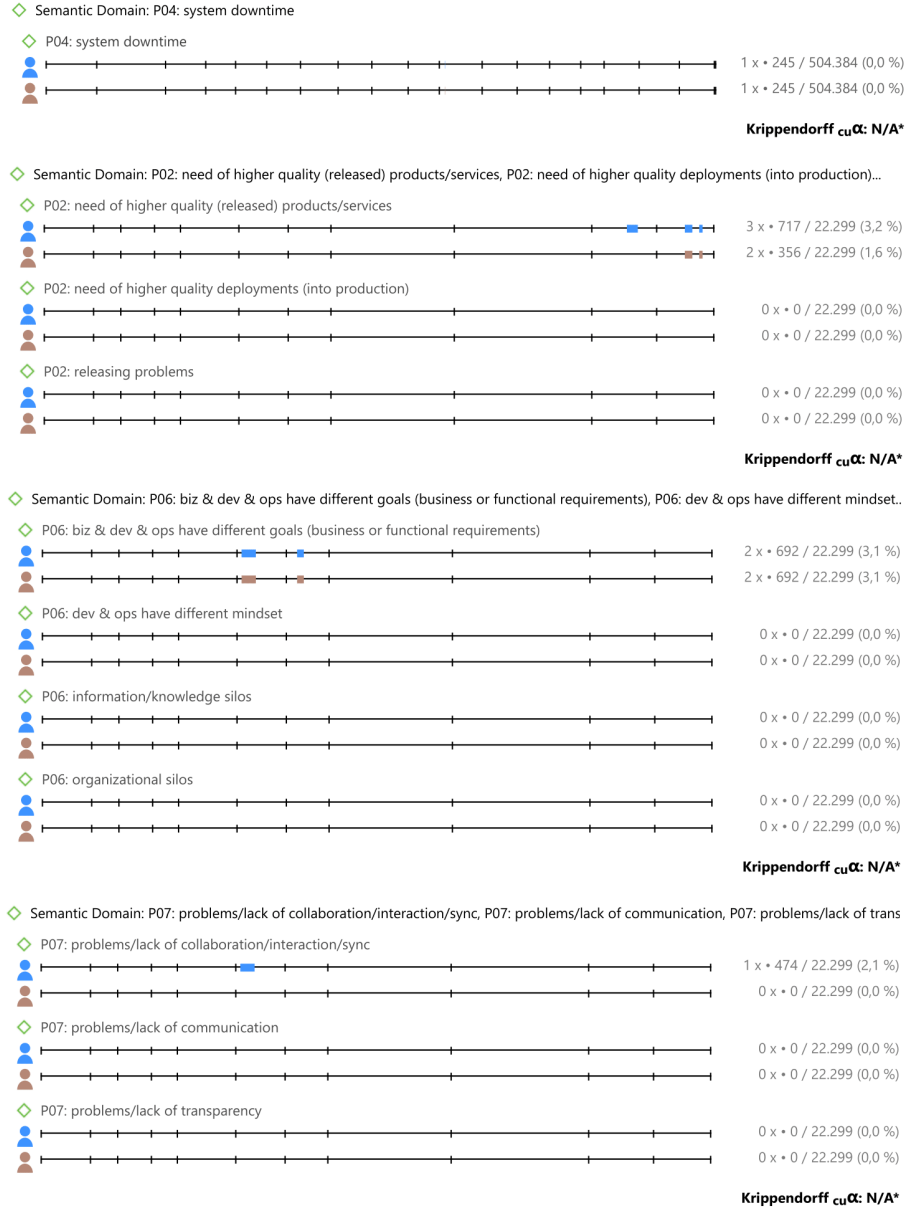 Semantic Domain: P04: system downtime
P04: system downtime
1 x • 245 / 504.384 (0,0 %)
1 x • 245 / 504.384 (0,0 %)
Krippendorff cuα: N/A*
Semantic Domain: P02: need of higher quality (released) products/services, P02: need of higher quality deployments (into production)...
P02: need of higher quality (released) products/services
3 x • 717 / 22.299 (3,2 %)
2 x • 356 / 22.299 (1,6 %)
P02: need of higher quality deployments (into production)
0 x • 0 / 22.299 (0,0 %)
0 x • 0 / 22.299 (0,0 %)
P02: releasing problems
0 x • 0 / 22.299 (0,0 %)
0 x • 0 / 22.299 (0,0 %)
Krippendorff cuα: N/A*
Semantic Domain: P06: biz & dev & ops have different goals (business or functional requirements), P06: dev & ops have different mindset..
P06: biz & dev & ops have different goals (business or functional requirements)
2 x • 692 / 22.299 (3,1 %)
2 x • 692 / 22.299 (3,1 %)
P06: dev & ops have different mindset
0 x • 0 / 22.299 (0,0 %)
0 x • 0 / 22.299 (0,0 %)
P06: information/knowledge silos
0 x • 0 / 22.299 (0,0 %)
0 x • 0 / 22.299 (0,0 %)
P06: organizational silos
0 x • 0 / 22.299 (0,0 %)
0 x • 0 / 22.299 (0,0 %)
Krippendorff cuα: N/A*
Semantic Domain: P07: problems/lack of collaboration/interaction/sync, P07: problems/lack of communication, P07: problems/lack of trans
P07: problems/lack of collaboration/interaction/sync
1 x • 474 / 22.299 (2,1 %)
0 x • 0 / 22.299 (0,0 %)
P07: problems/lack of communication
0 x • 0 / 22.299 (0,0 %)
0 x • 0 / 22.299 (0,0 %)
P07: problems/lack of transparency
0 x • 0 / 22.299 (0,0 %)
0 x • 0 / 22.299 (0,0 %)
Krippendorff cuα: N/A*